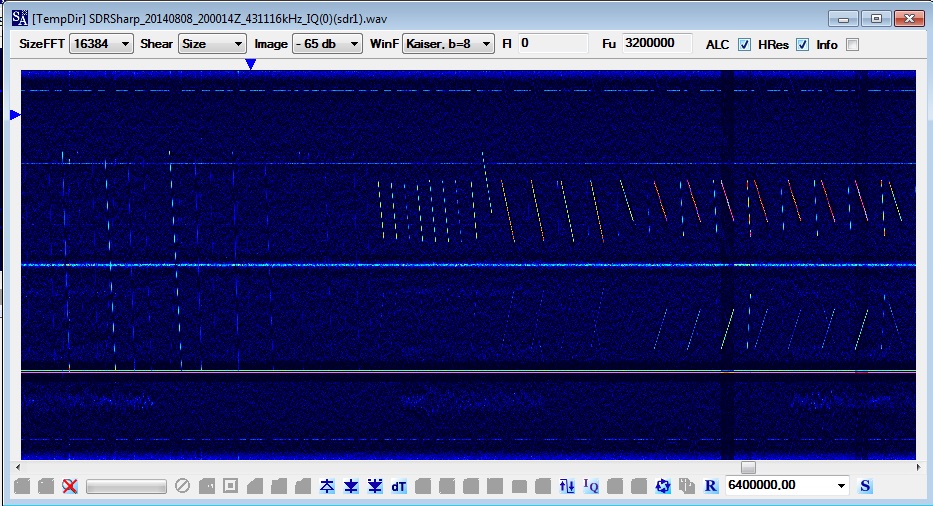 SA [TempDir] SDRSharp_20140808_200014Z_431116kHz_IQ(0)(sdr1).wav
SizeFFT 16384 Shear Size Image - 65 db WinF Kaiser, b=8 Fl 0 Fu 3200000 ALC HRes Info
dT IQ R 6400000,00 S